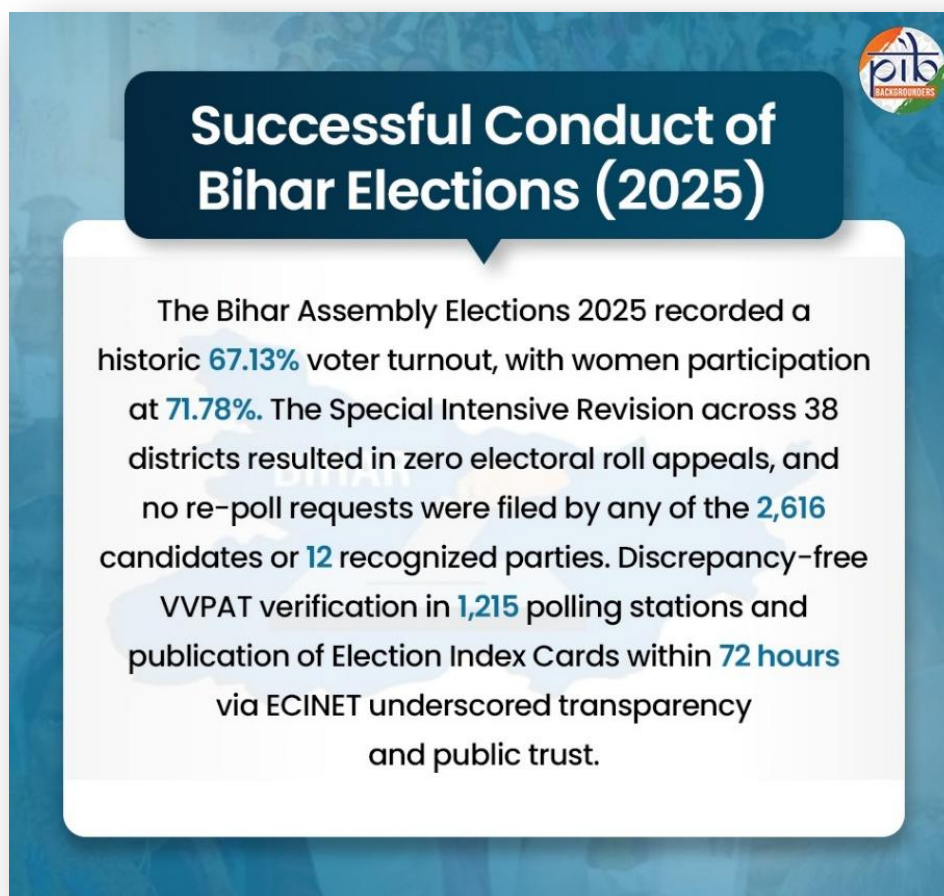 pib
BACKGROUNDERS
Successful Conduct of
Bihar Elections (2025)
The Bihar Assembly Elections 2025 recorded a
historic 67.13% voter turnout, with women participation
at 71.78%. The Special Intensive Revision across 38
districts resulted in zero electoral roll appeals, and
no re-poll requests were filed by any of the 2,616
candidates or 12 recognized parties. Discrepancy-free
VVPAT verification in 1,215 polling stations and
publication of Election Index Cards within 72 hours
via ECINET underscored transparency
and public trust.
BIHAR